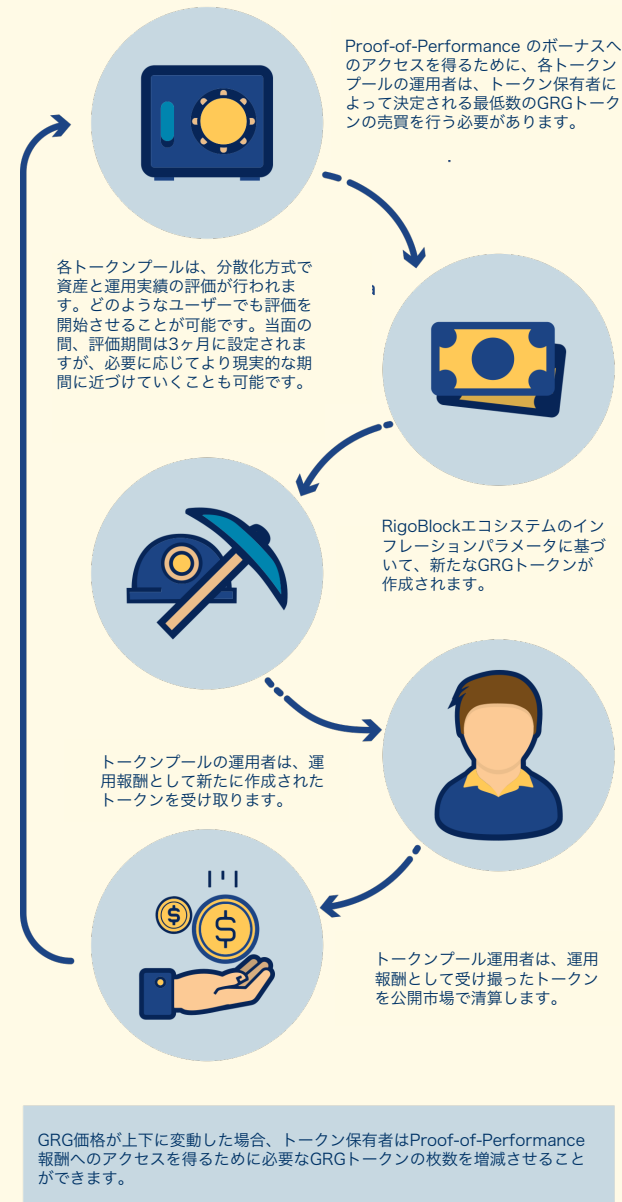 Proof-of-Performance のボーナスへ
のアクセスを得るために、各トークン
プールの運用者は、トークン保有者に
よって決定される最低数のGRGトーク
ンの売買を行う必要があります。
各トークンプールは、分散化方式で
資産と運用実績の評価が行われま
す。どのようなユーザーでも評価を
開始させることが可能です。当面の
間、評価期間は3ヶ月に設定されま
すが、必要に応じてより現実的な期
間に近づけていくことも可能です。
RigoBlockエコシステムのイン
フレーションパラメータに基づ
いて、新たなGRGトークンが
作成されます。
トークンプールの運用者は、運
用報酬として新たに作成された
トークンを受け取ります。
トークンプール運用者は、運用
報酬として受け撮ったトークン
を公開市場で清算します。
GRG価格が上下に変動した場合、トークン保有者はProof-of-Performance
報酬へのアクセスを得るために必要なGRGトークンの枚数を増減させること
ができます。